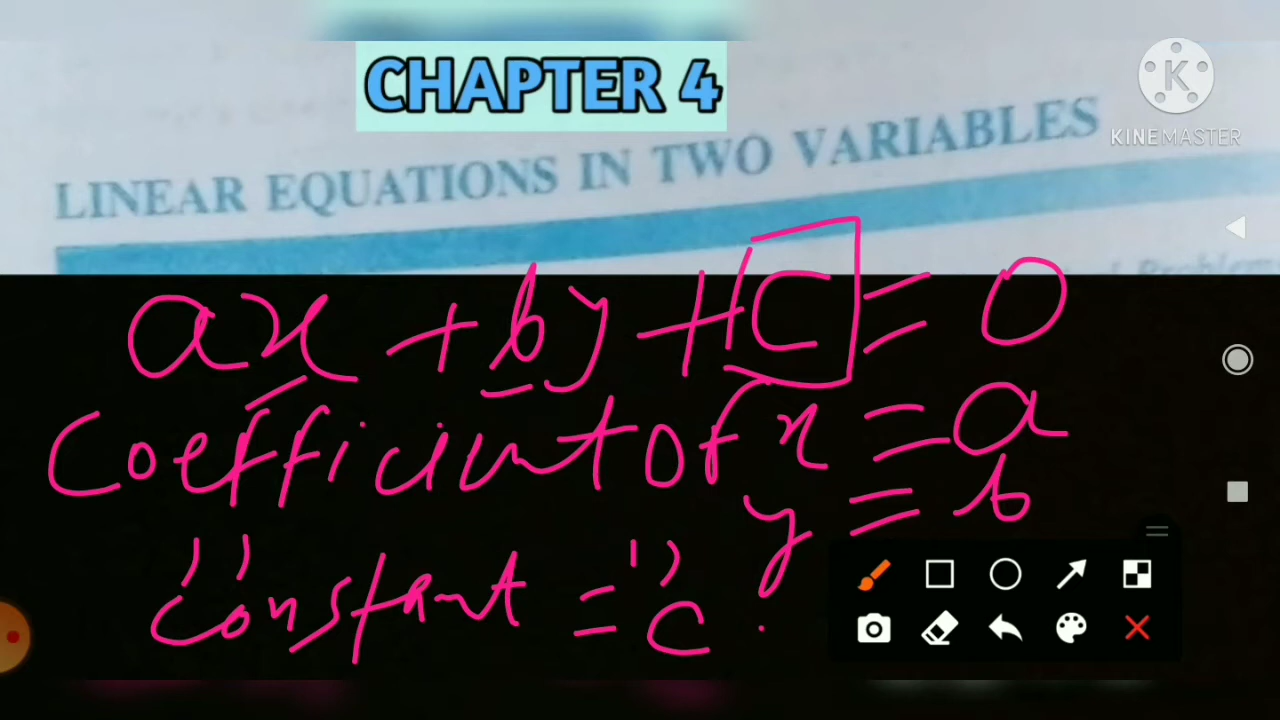 CHAPTER 4
KINEMASTER
LINEAR EQUATIONS IN TWO VARIABLES
ax + by + C = 0
Coefficient of x = a
" " y = b
Constant = C